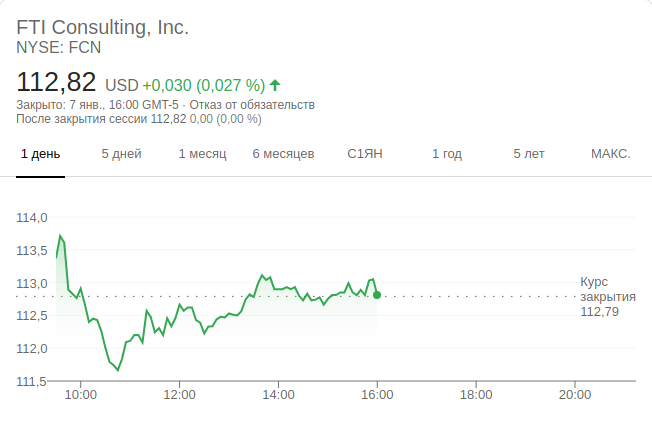 FTI Consulting, Inc.
NYSE: FCN
112,82 USD +0,030 (0,027 %)
Закрыто: 7 янв., 16:00 GMT-5 · Отказ от обязательств
После закрытия сессии 112,82 0,00 (0,00 %)
1 день 5 дней 1 месяц 6 месяцев С1ЯН 1 год 5 лет МАКС.
114,0
113,5
113,0
112,5
112,0
111,5
Курс
закрытия
112,79
10:00 12:00 14:00 16:00 18:00 20:00